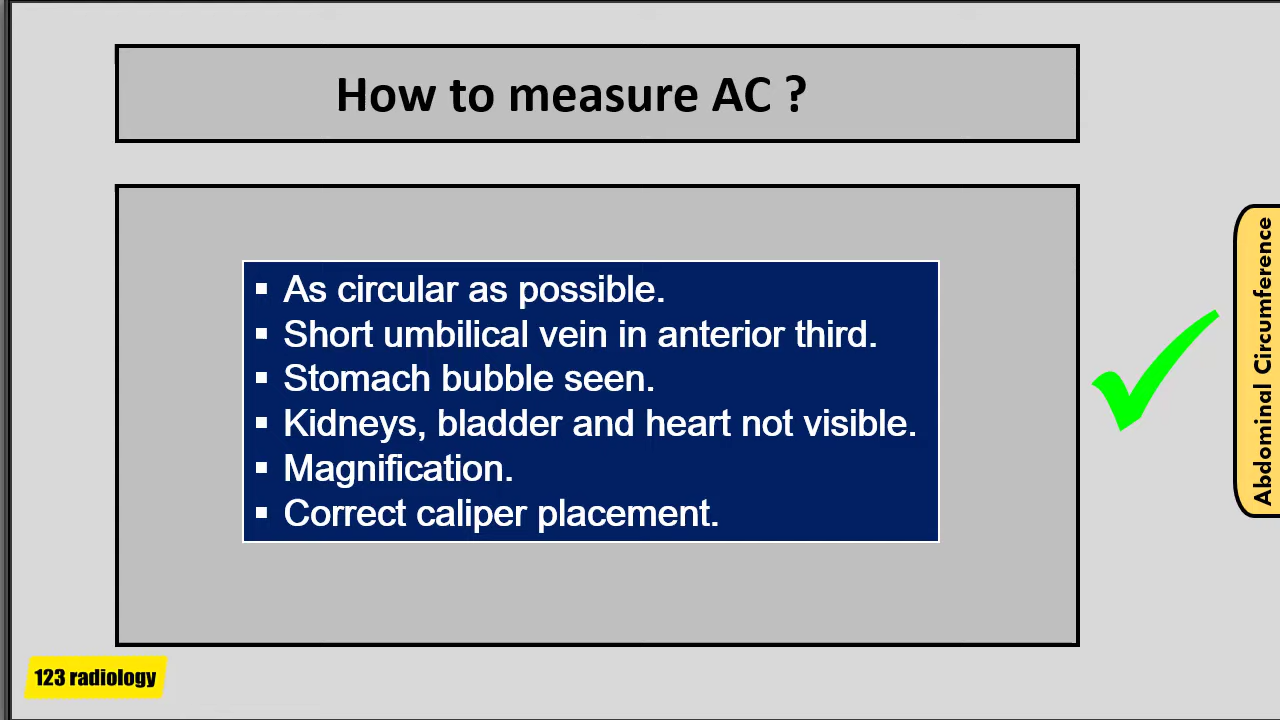 How to measure AC ?
▪ As circular as possible.
▪ Short umbilical vein in anterior third.
▪ Stomach bubble seen.
▪ Kidneys, bladder and heart not visible.
▪ Magnification.
▪ Correct caliper placement.
Abdominal Circumference
123 radiology